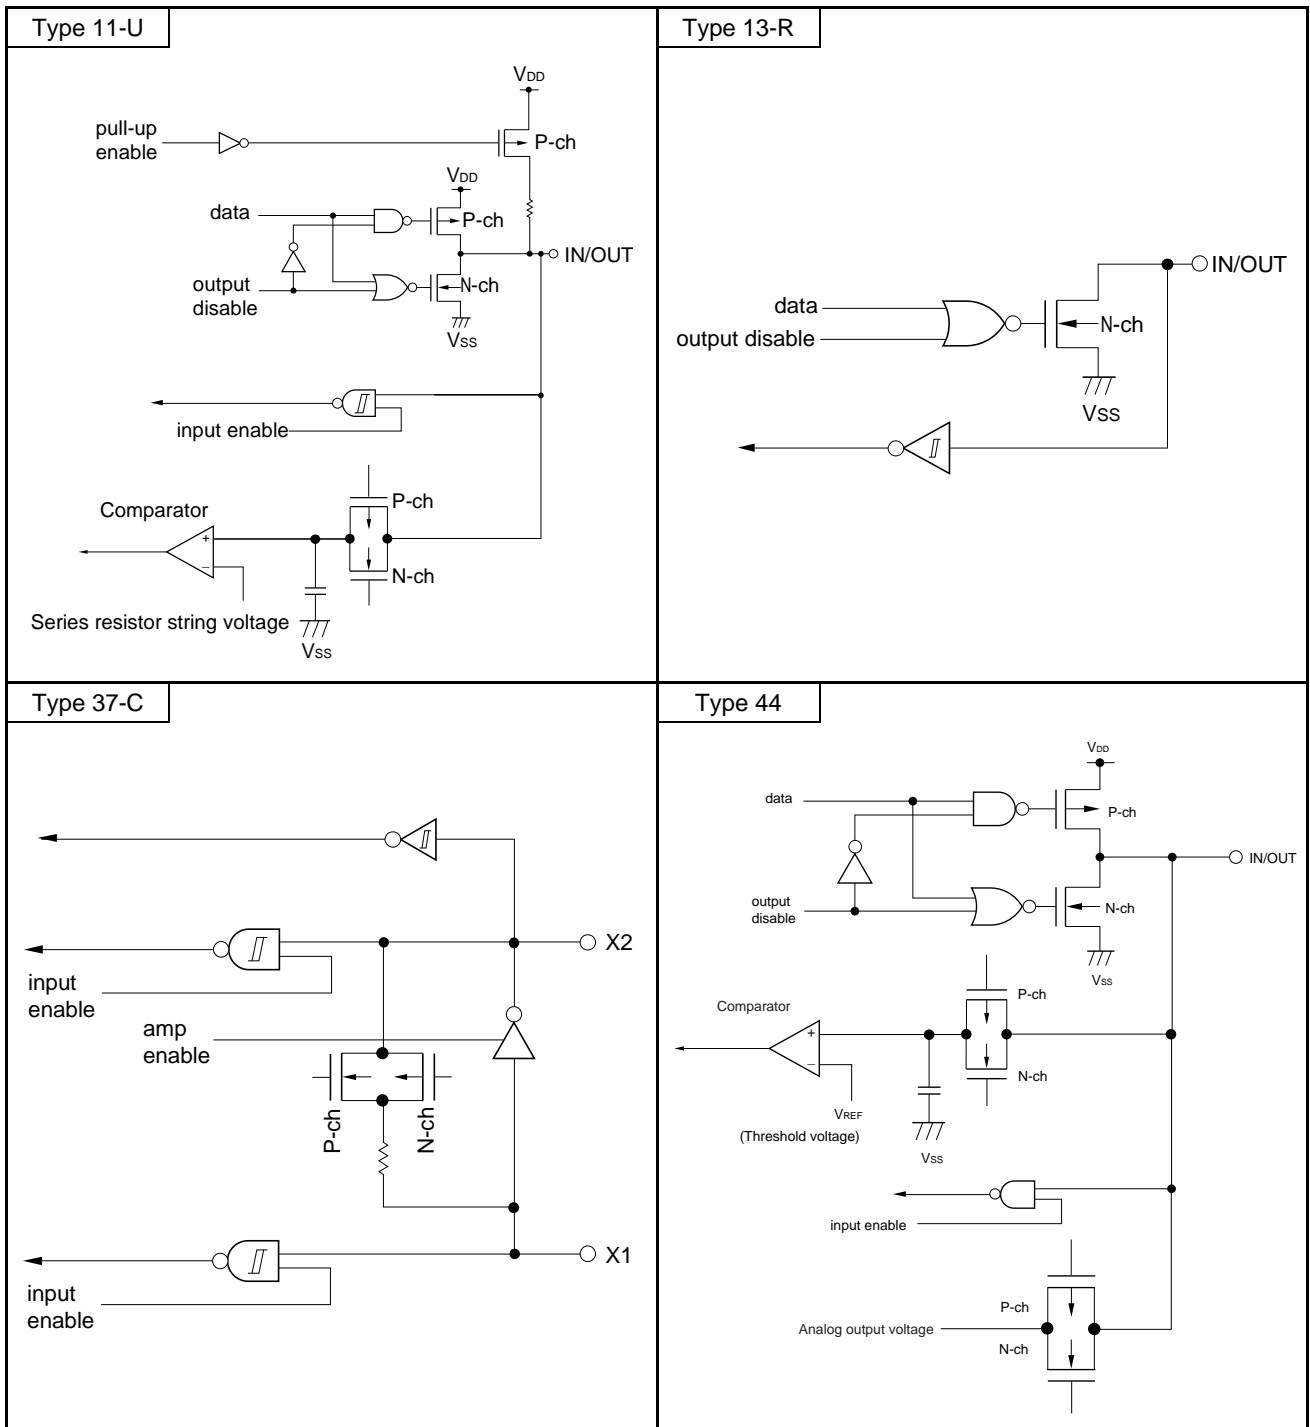 Type 11-U
VDD
pull-up
enable
P-ch
VDD
data
P-ch
IN/OUT
output
disable
N-ch
VSS
input enable
P-ch
Comparator
+
−
N-ch
Series resistor string voltage
VSS
Type 13-R
IN/OUT
data
output disable
N-ch
VSS
Type 37-C
X2
input
enable
amp
enable
P-ch
N-ch
X1
input
enable
Type 44
VDD
data
P-ch
IN/OUT
output
disable
N-ch
VSS
P-ch
Comparator
+
−
N-ch
VREF
(Threshold voltage)
VSS
input enable
P-ch
Analog output voltage
N-ch